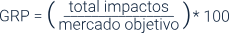 GRP = ( total impactos / mercado objetivo ) * 100